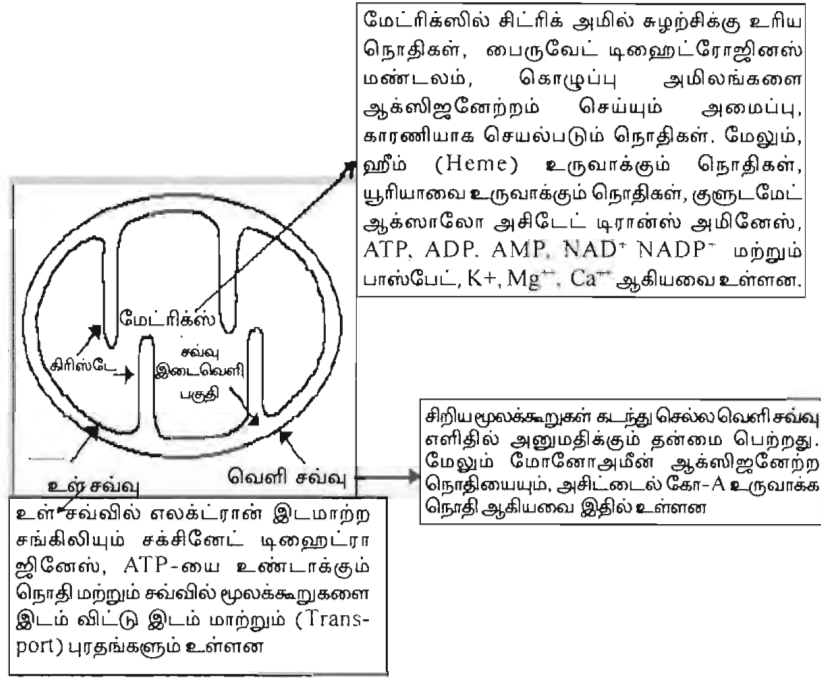 மேட்ரிக்ஸில் சிட்ரிக் அமில் சுழற்சிக்கு உரிய
நொதிகள், பைருவேட் டிஹைட்ரோஜினஸ்
மண்டலம், கொழுப்பு அமிலங்களை
ஆக்ஸிஜனேற்றம் செய்யும் அமைப்பு,
காரணியாக செயல்படும் நொதிகள். மேலும்,
ஹீம் (Heme) உருவாக்கும் நொதிகள்,
யூரியாவை உருவாக்கும் நொதிகள், குளுடமேட்
ஆக்ஸாலோ அசிடேட் டிரான்ஸ் அமினேஸ்,
ATP, ADP. AMP, NAD⁺ NADP⁺ மற்றும்
பாஸ்பேட், K+, Mg⁺⁺, Ca⁺⁺ ஆகியவை உள்ளன.
மேட்ரிக்ஸ்
கிரிஸ்டே
சவ்வு
இடைவெளி
பகுதி
உள் சவ்வு
வெளி சவ்வு
சிறிய மூலக்கூறுகள் கடந்து செல்ல வெளி சவ்வு
எளிதில் அனுமதிக்கும் தன்மை பெற்றது.
மேலும் மோனோஅமீன் ஆக்ஸிஜனேற்ற
நொதியையும், அசிட்டைல் கோ-A உருவாக்க
நொதி ஆகியவை இதில் உள்ளன
உள் சவ்வில் எலக்ட்ரான் இடமாற்ற
சங்கிலியும் சக்சினேட் டிஹைட்ரா
ஜினேஸ், ATP-யை உண்டாக்கும்
நொதி மற்றும் சவ்வில் மூலக்கூறுகளை
இடம் விட்டு இடம் மாற்றும் (Trans-
port) புரதங்களும் உள்ளன